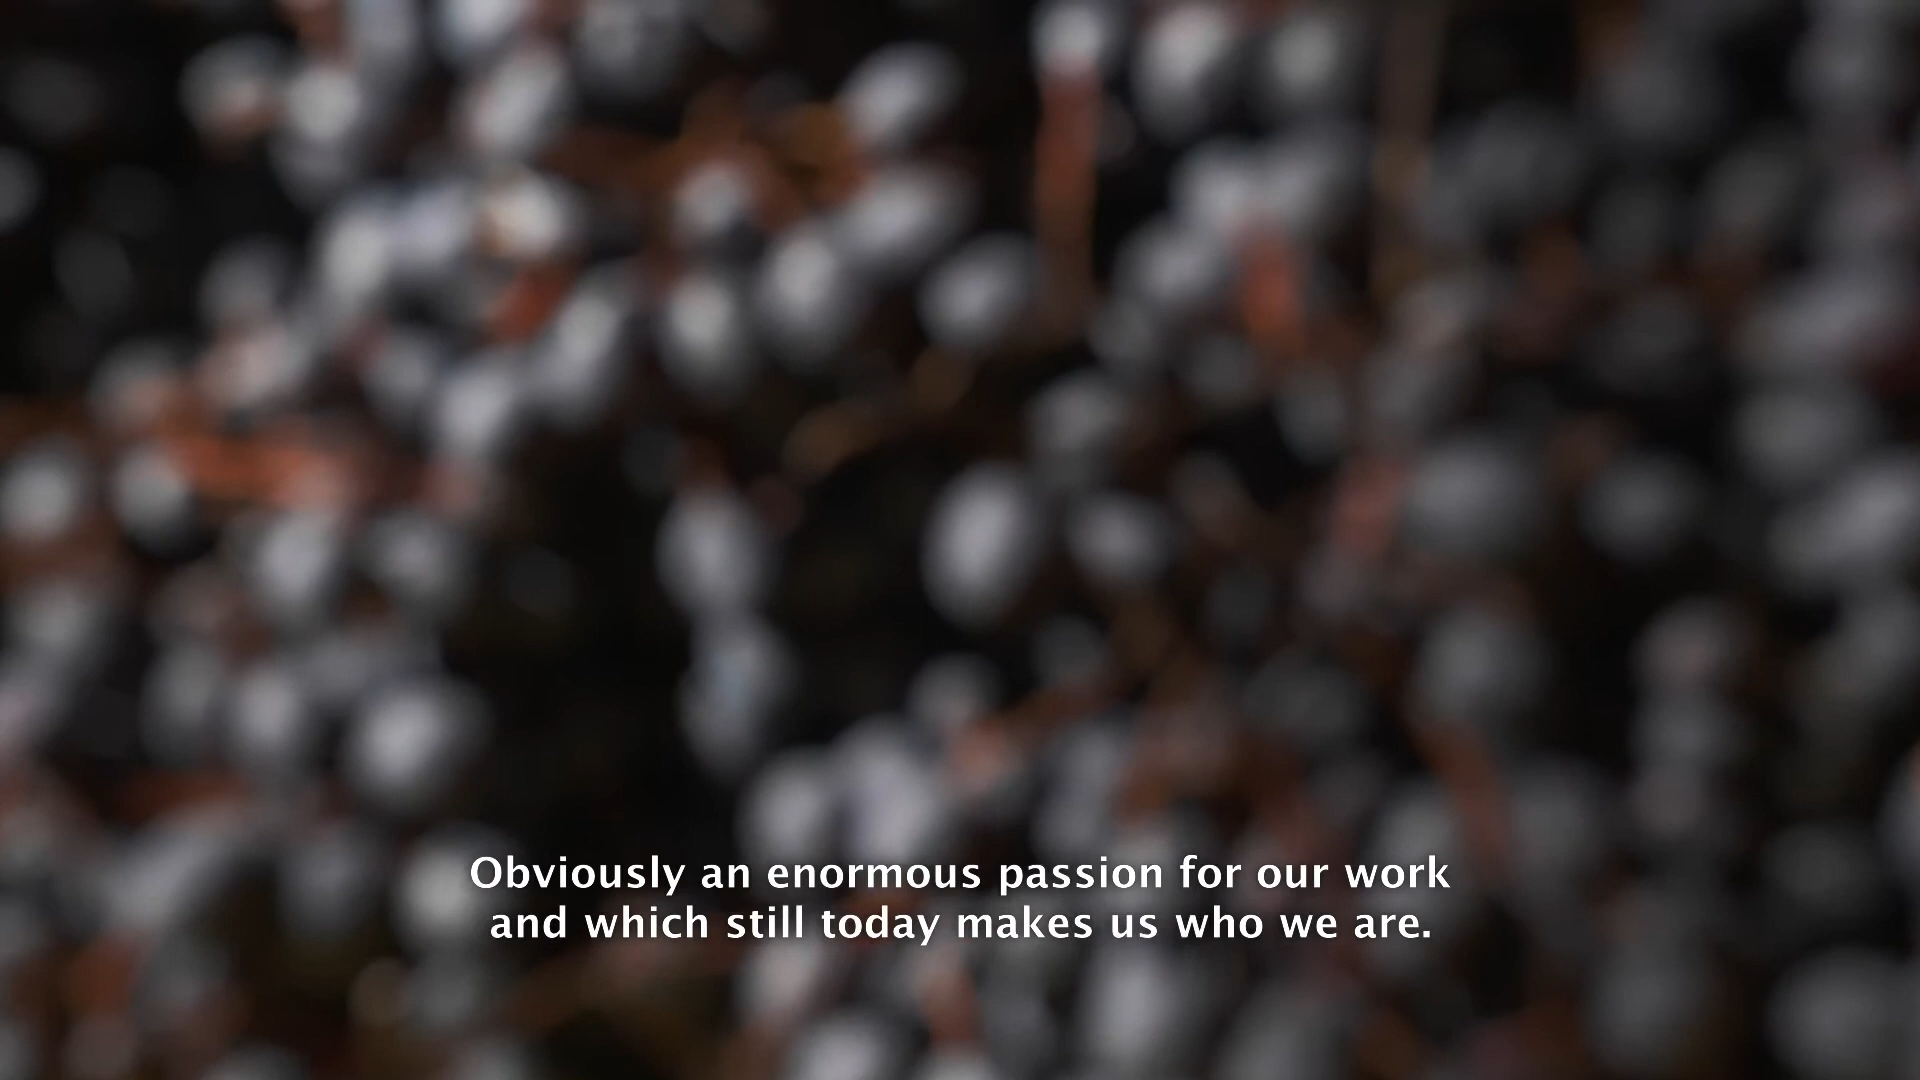 Obviously an enormous passion for our work
and which still today makes us who we are.